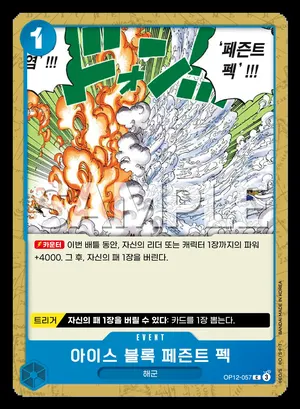 1
염' !!!
'페즌트
펙' !!!
SAMPLE
카운터 이번 배틀 동안, 자신의 리더 또는 캐릭터 1장까지의 파워
+4000. 그 후, 자신의 패 1장을 버린다.
트리거 자신의 패 1장을 버릴 수 있다: 카드를 1장 뽑는다.
EVENT
아이스 블록 페즌트 펙
해군
OP12-057 C 3